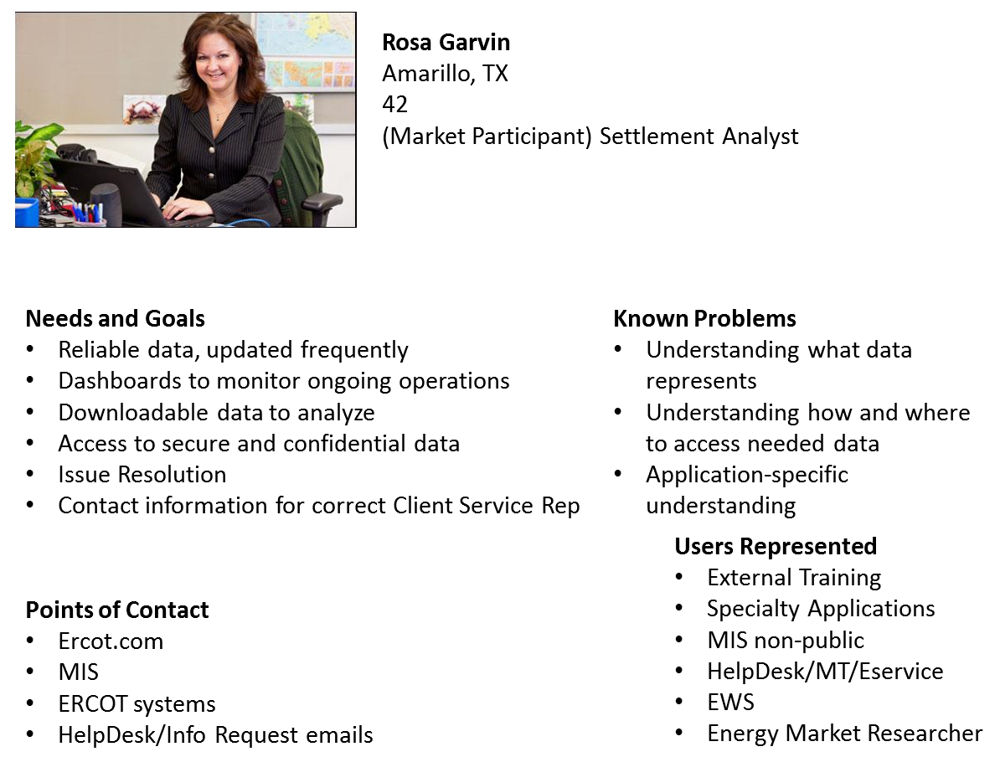 Rosa Garvin
Amarillo, TX
42
(Market Participant) Settlement Analyst
Needs and Goals
• Reliable data, updated frequently
• Dashboards to monitor ongoing operations
• Downloadable data to analyze
• Access to secure and confidential data
• Issue Resolution
• Contact information for correct Client Service Rep
Known Problems
• Understanding what data
represents
• Understanding how and where
to access needed data
• Application-specific
understanding
Points of Contact
• Ercot.com
• MIS
• ERCOT systems
• HelpDesk/Info Request emails
Users Represented
• External Training
• Specialty Applications
• MIS non-public
• HelpDesk/MT/Eservice
• EWS
• Energy Market Researcher